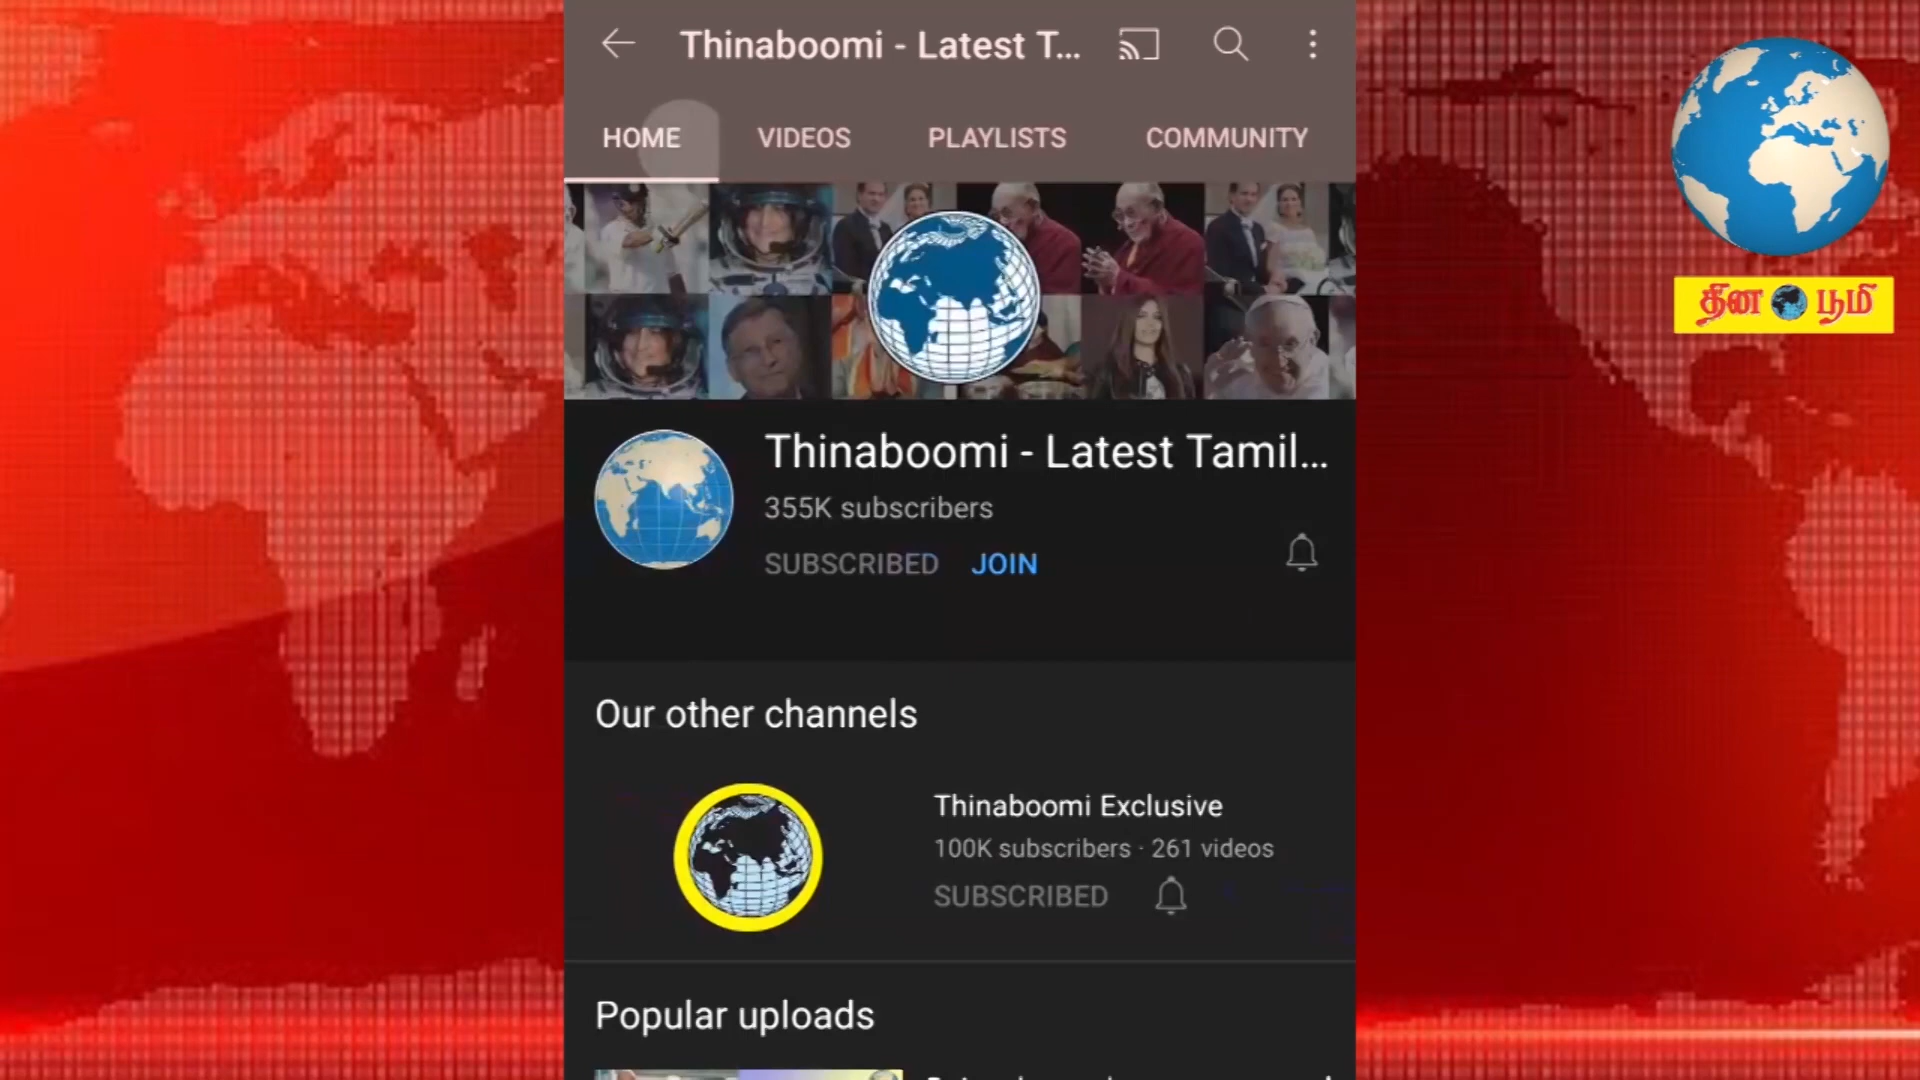 Thinaboomi - Latest T...
HOME VIDEOS PLAYLISTS COMMUNITY
தின பூமி
Thinaboomi - Latest Tamil...
355K subscribers
SUBSCRIBED JOIN
Our other channels
Thinaboomi Exclusive
100K subscribers · 261 videos
SUBSCRIBED
Popular uploads